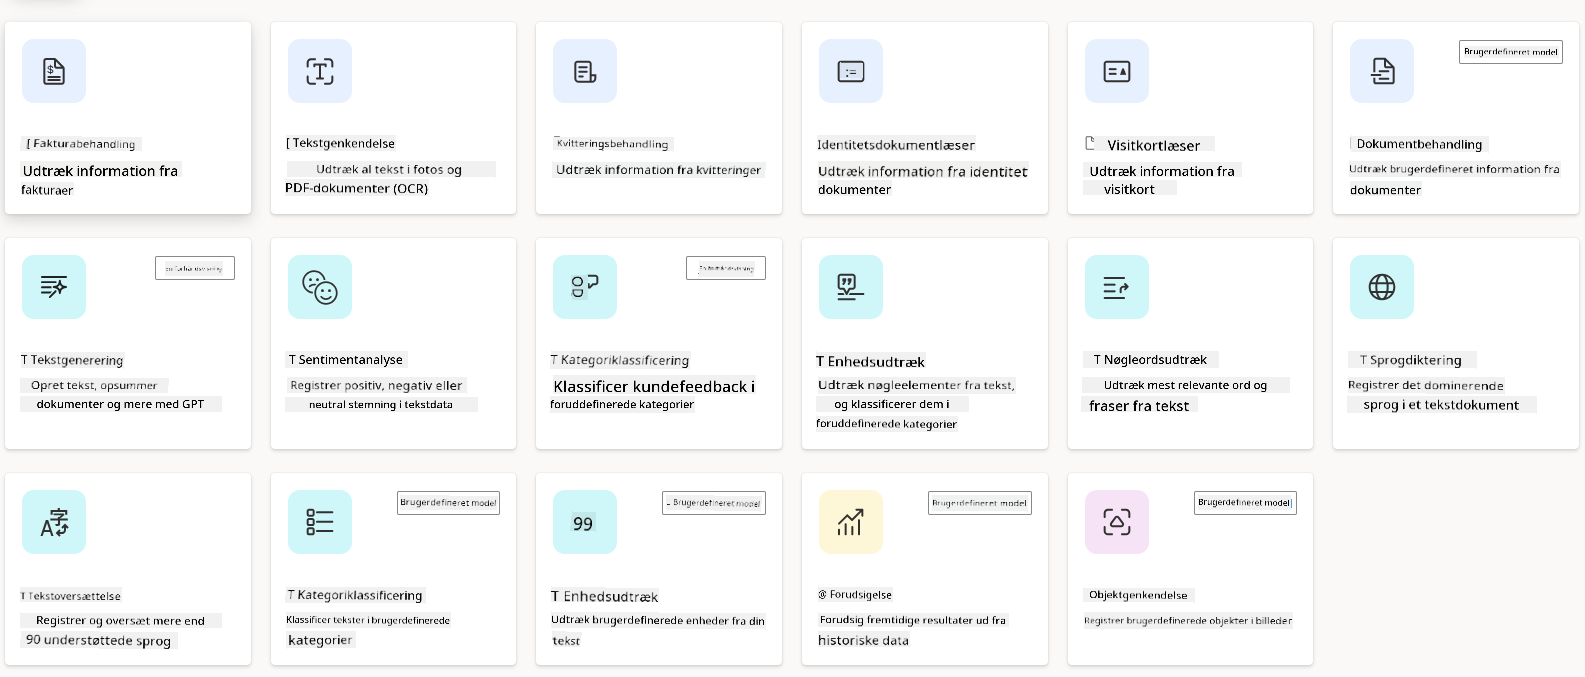 Brugerdefineret model
[ Fakturabehandling
Udtræk information fra
fakturaer
[ Tekstgenkendelse
Udtræk al tekst i fotos og
PDF-dokumenter (OCR)
Kvitteringsbehandling
Udtræk information fra kvitteringer
Identitetsdokumentlæser
Udtræk information fra identitet
dokumenter
Visitkortlæser
Udtræk information fra
visitkort
Dokumentbehandling
Udtræk brugerdefineret information fra
dokumenter
En forhåndsvisning
T Tekstgenerering
Opret tekst, opsummer
dokumenter og mere med GPT
T Sentimentanalyse
Registrer positiv, negativ eller
neutral stemning i tekstdata
T Kategoriklassificering
Klassificer kundefeedback i
foruddefinerede kategorier
T Enhedsudtræk
Udtræk nøgleelementer fra tekst,
og klassificerer dem i
foruddefinerede kategorier
T Nøgleordsudtræk
Udtræk mest relevante ord og
fraser fra tekst
T Sprogdiktering
Registrer det dominerende
sprog i et tekstdokument
T Tekstoversættelse
Registrer og oversæt mere end
90 understøttede sprog
Brugerdefineret model
T Kategoriklassificering
Klassificer tekster i brugerdefinerede
kategorier
Brugerdefineret model
99
T Enhedsudtræk
Udtræk brugerdefinerede enheder fra din
tekst
Brugerdefineret model
@ Forudsigelse
Forudsig fremtidige resultater ud fra
historiske data
Brugerdefineret model
Objektgenkendelse
Registrer brugerdefinerede objekter i billeder